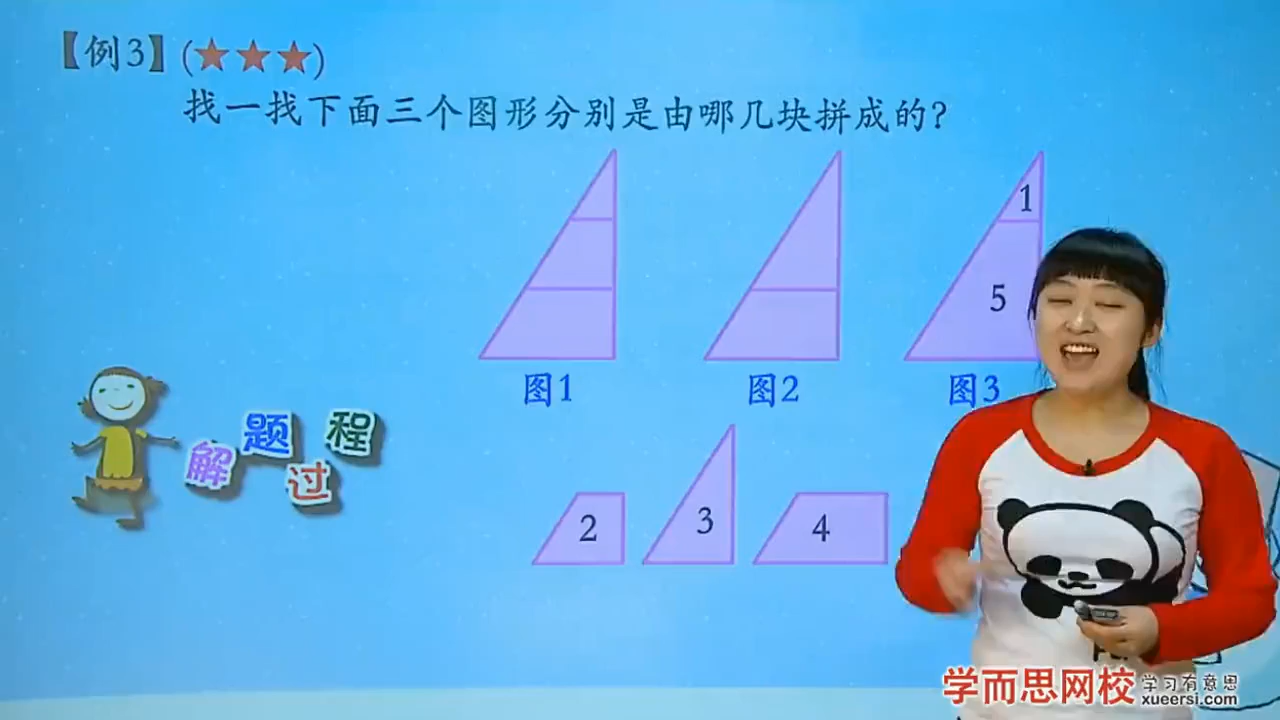 【例3】(★★★)
找一找下面三个图形分别是由哪几块拼成的?
1
5
图1
图2
图3
解题过程
2
3
4
学而思网校
学习有意思
xueersi.com